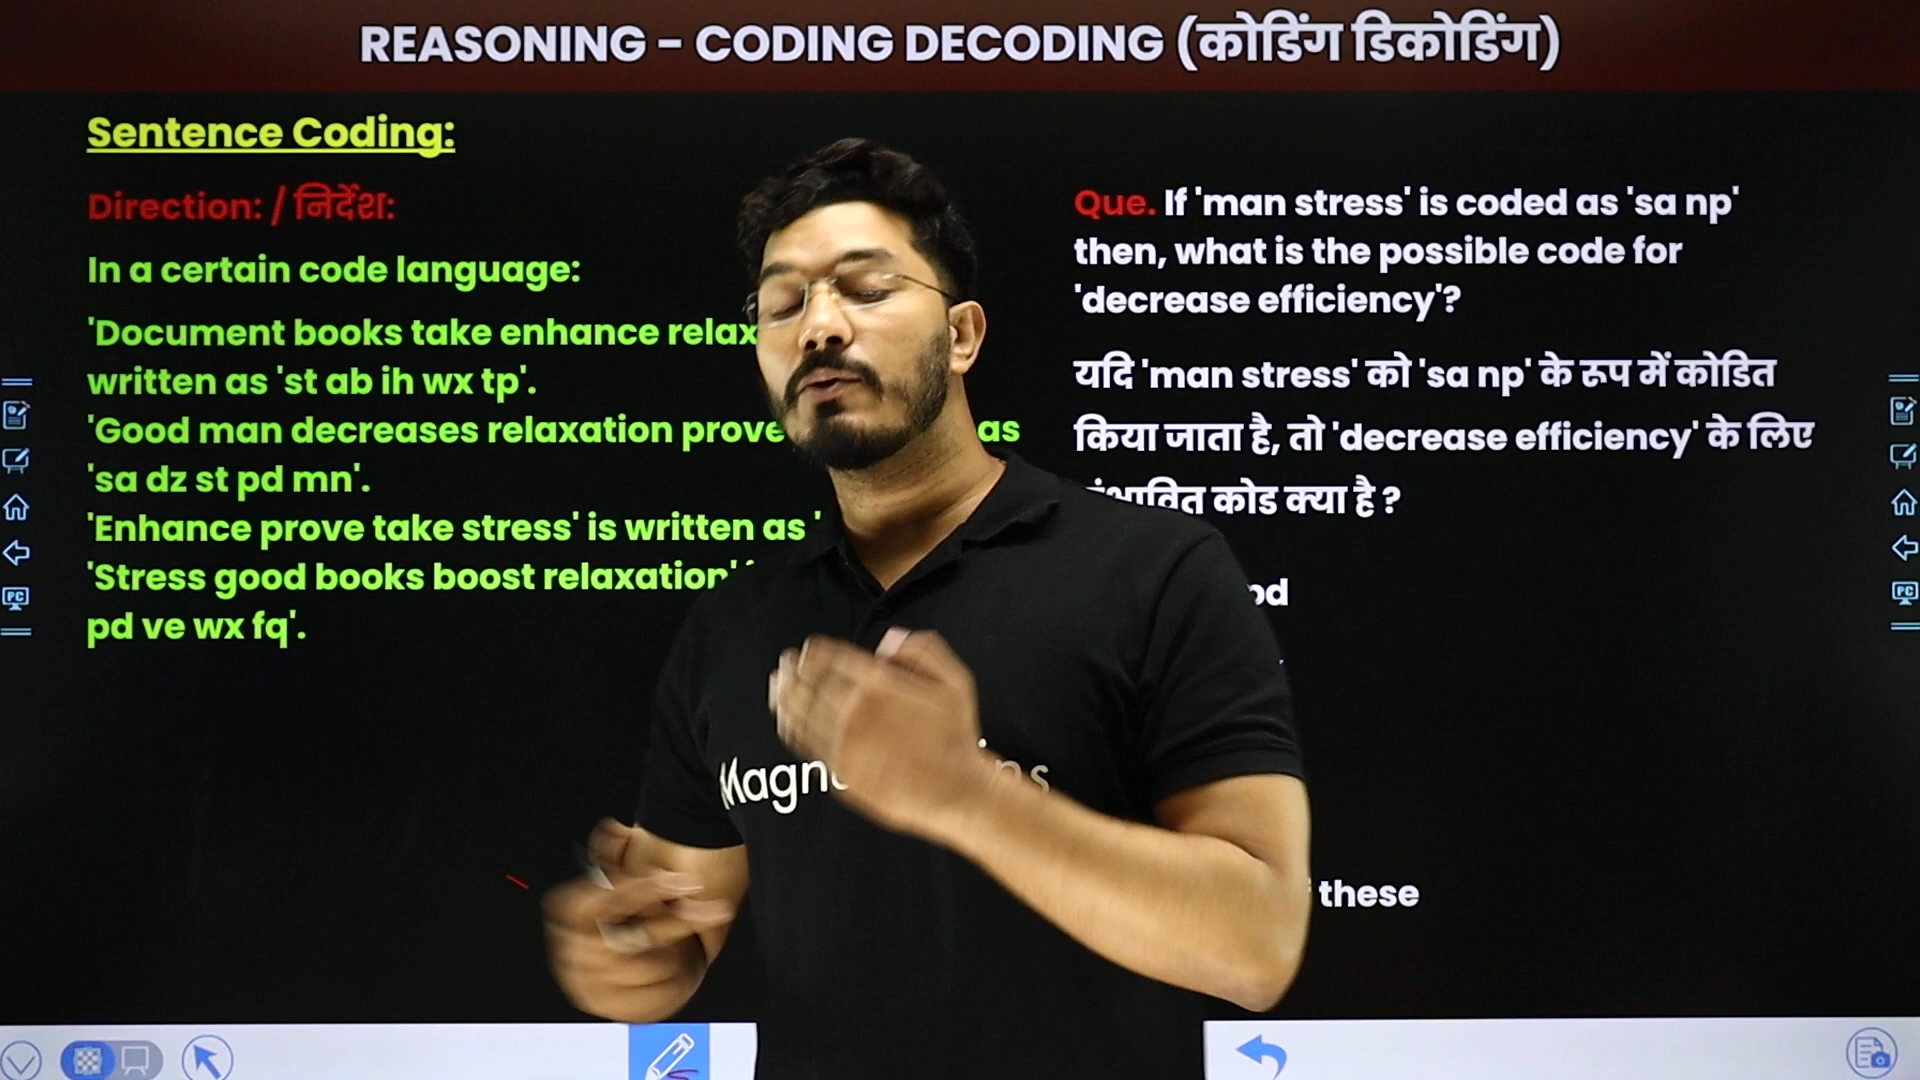 REASONING - CODING DECODING (कोडिंग डिकोडिंग)
Sentence Coding:
Direction: / निर्देश:
In a certain code language:
'Document books take enhance relax
written as 'st ab ih wx tp'.
'Good man decreases relaxation prove as
'sa dz st pd mn'.
'Enhance prove take stress' is written as '
'Stress good books boost relaxation'
pd ve wx fq'.
Que. If 'man stress' is coded as 'sa np'
then, what is the possible code for
'decrease efficiency'?
यदि 'man stress' को 'sa np' के रूप में कोडित
किया जाता है, तो 'decrease efficiency' के लिए
कोड क्या है ?
these
PC
PC